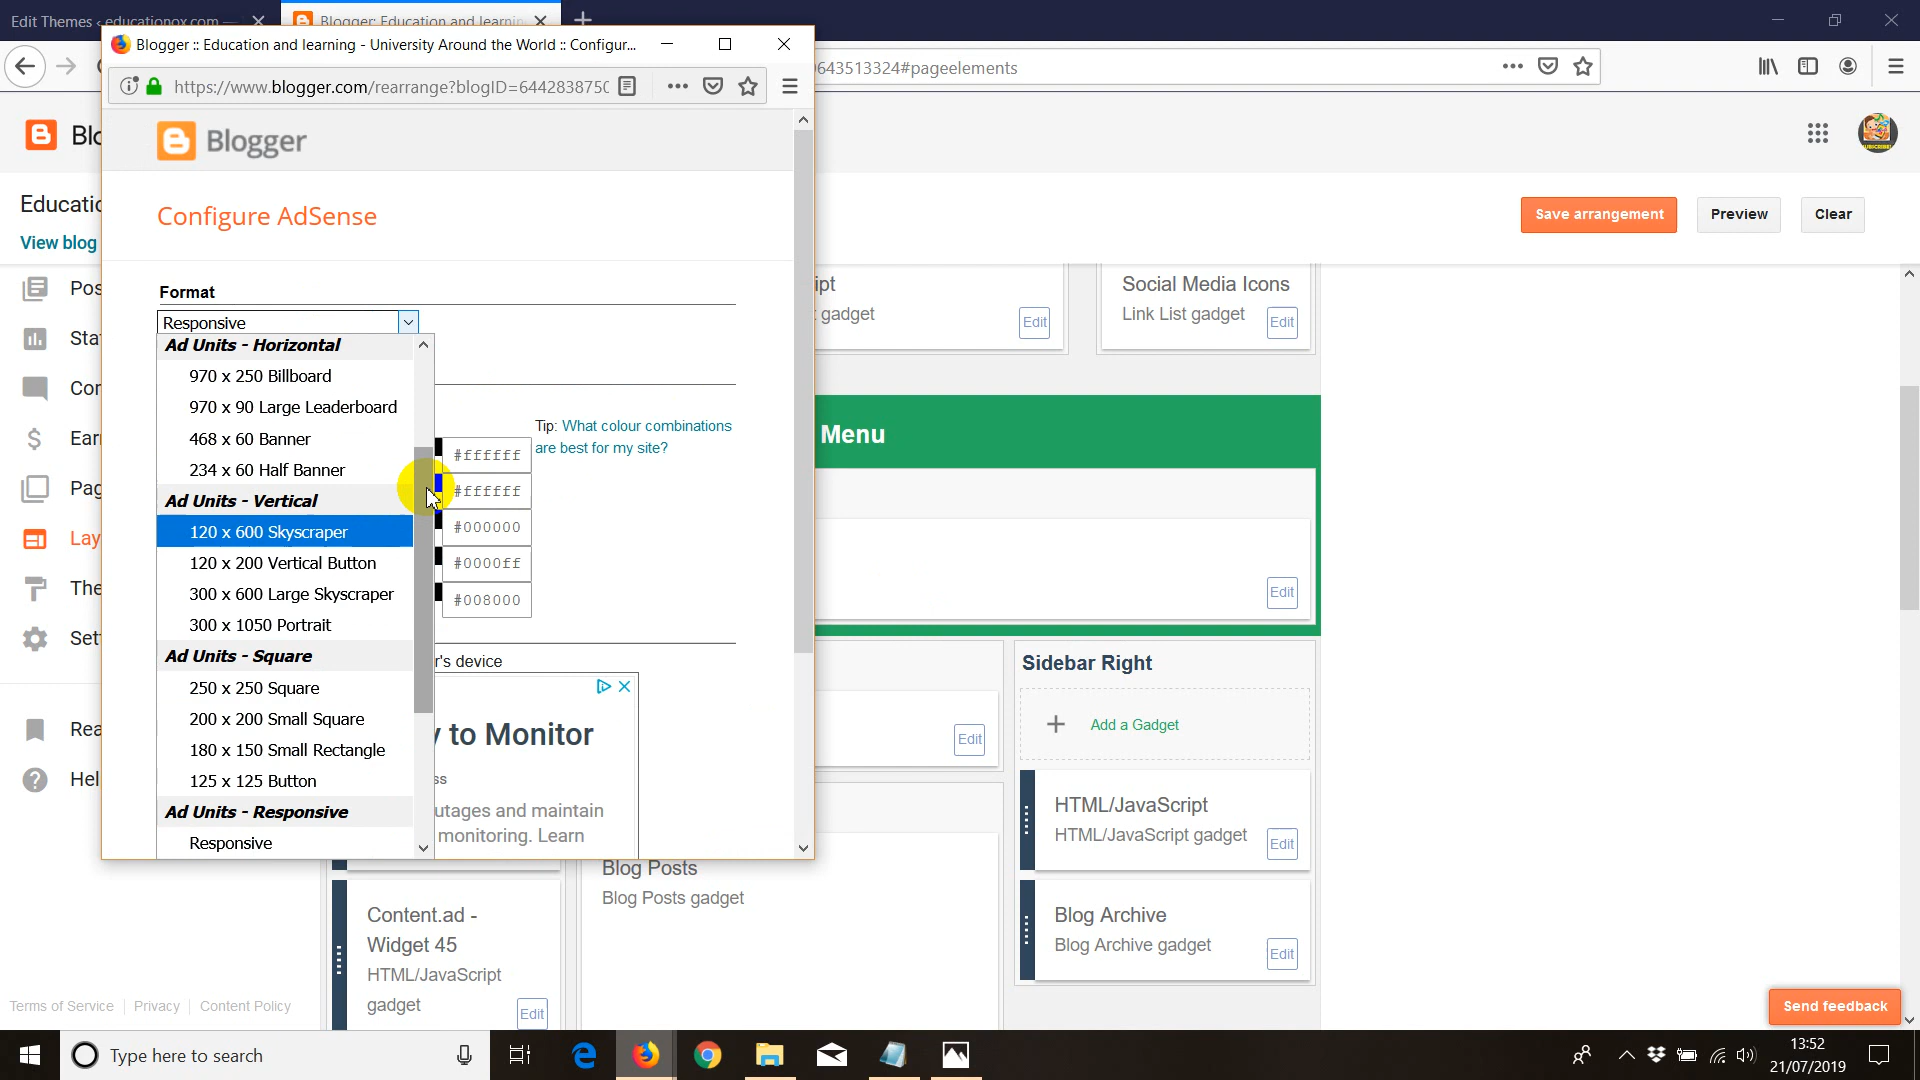 Edit Themes ‹ educationox.com —
Blogger: Education and learnin
Blogger :: Education and learning - University Around the World :: Configur...
https://www.blogger.com/rearrange?blogID=644283875
643513324#pageelements
Blogger
Configure AdSense
Format
Responsive
Ad Units - Horizontal
970 x 250 Billboard
970 x 90 Large Leaderboard
468 x 60 Banner
234 x 60 Half Banner
Ad Units - Vertical
120 x 600 Skyscraper
120 x 200 Vertical Button
300 x 600 Large Skyscraper
300 x 1050 Portrait
Ad Units - Square
250 x 250 Square
200 x 200 Small Square
180 x 150 Small Rectangle
125 x 125 Button
Ad Units - Responsive
Responsive
Tip: What colour combinations
are best for my site?
#ffffff
#ffffff
#000000
#0000ff
#008000
r's device
y to Monitor
ss
utages and maintain
monitoring. Learn
Blo
Educatio
View blog
Pos
Stat
Con
Earn
Pag
Lay
The
Sett
Rea
Hel
Terms of Service
Privacy
Content Policy
Save arrangement
Preview
Clear
ipt
gadget
Edit
Social Media Icons
Link List gadget
Edit
Menu
Edit
Edit
Sidebar Right
Add a Gadget
HTML/JavaScript
HTML/JavaScript gadget
Edit
Blog Archive
Blog Archive gadget
Edit
Blog Posts
Blog Posts gadget
Content.ad -
Widget 45
HTML/JavaScript
gadget
Edit
Send feedback
Type here to search
13:52
21/07/2019